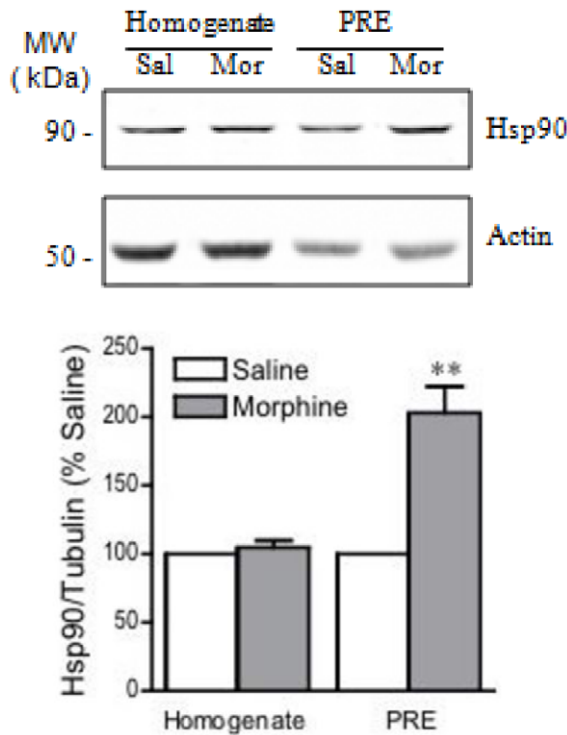 Homogenate PRE
MW
( kDa)
Sal Mor Sal Mor
90 - Hsp90
50 - Actin
250
200
150
100
50
0
Hsp90/Tubulin (% Saline)
Saline
Morphine
**
Homogenate PRE